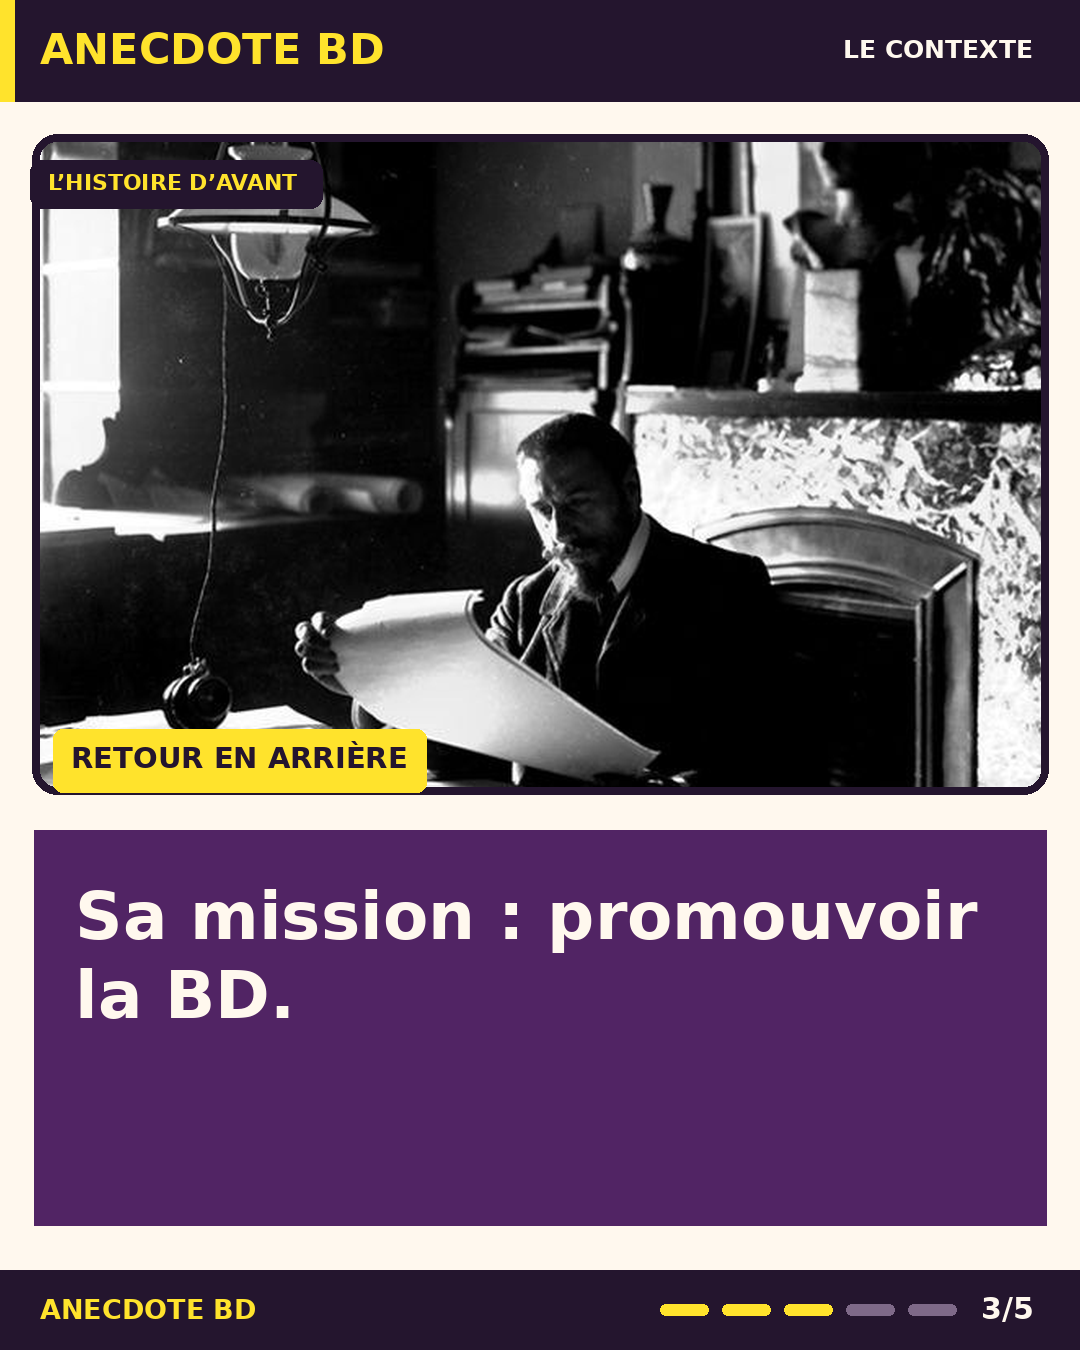 ANECDOTE BD
LE CONTEXTE
L’HISTOIRE D’AVANT
RETOUR EN ARRIÈRE
Sa mission : promouvoir
la BD.
ANECDOTE BD
3/5